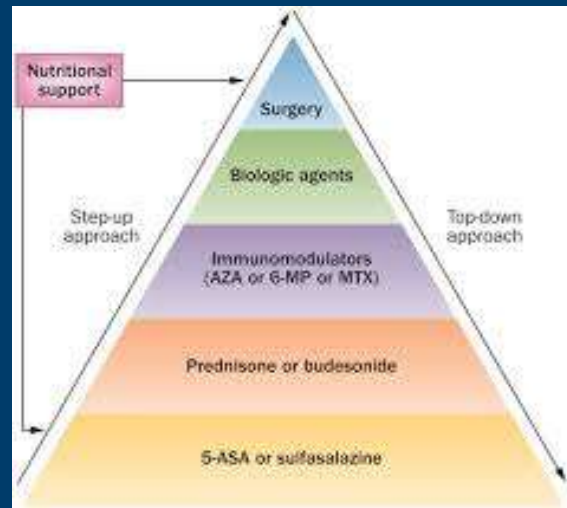 Nutritional
support
Surgery
Biologic agents
Step-up
approach
Top-down
approach
Immunomodulators
(AZA or 6-MP or MTX)
Prednisone or budesonide
5-ASA or sulfasalazine